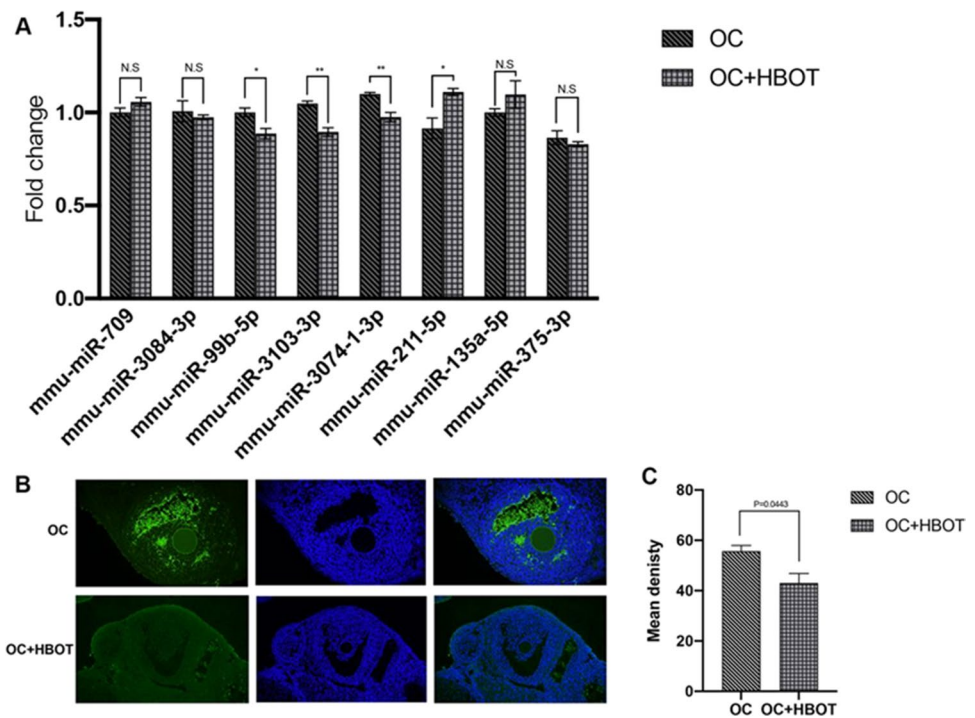 A
1.5
1.0
0.5
0.0
Fold change
N.S
N.S
*
**
**
*
N.S
N.S
OC
OC+HBOT
mmu-miR-709
mmu-miR-3084-3p
mmu-miR-99b-5p
mmu-miR-3103-3p
mmu-miR-3074-1-3p
mmu-miR-211-5p
mmu-miR-135a-5p
mmu-miR-375-3p
B
OC
OC+HBOT
C
80
60
40
20
0
Mean denisty
P=0.0443
OC
OC+HBOT
OC OC+HBOT